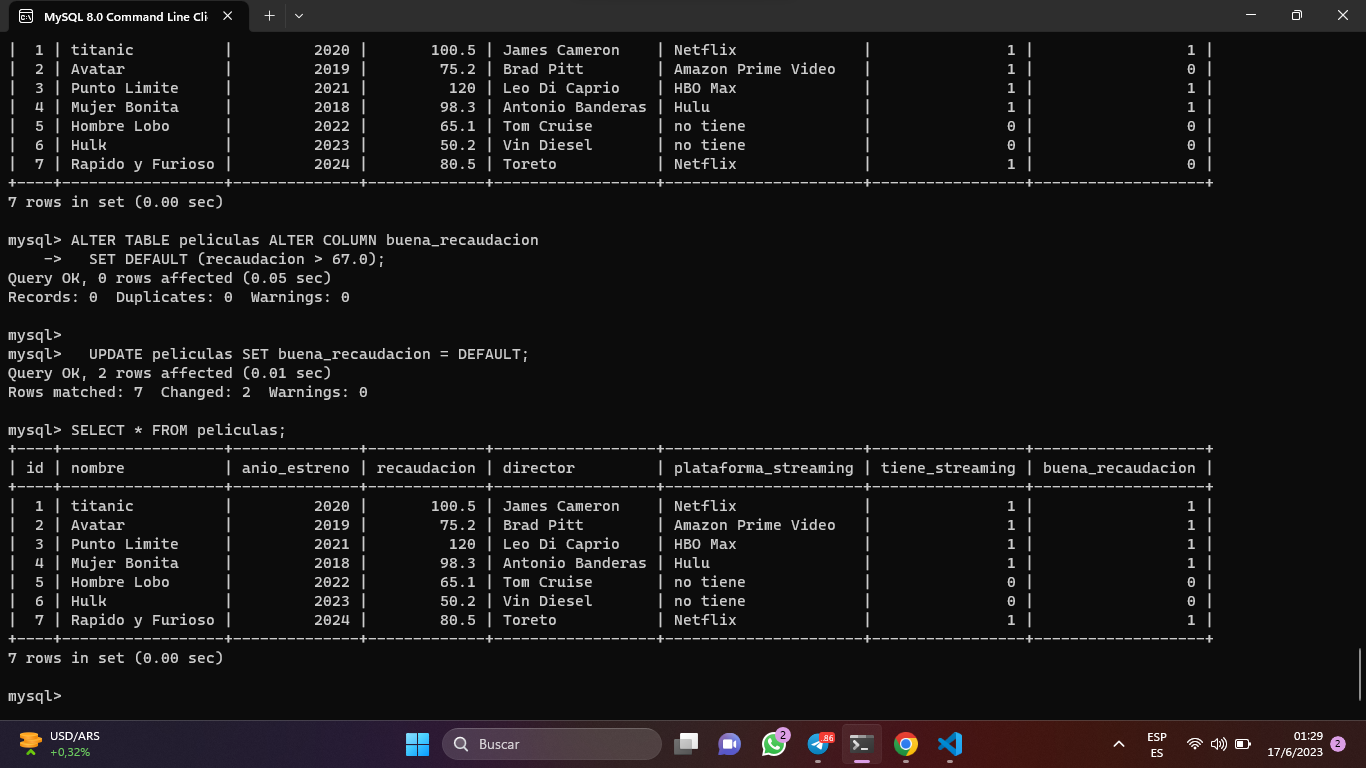 MySQL 8.0 Command Line Cli
|  1 | titanic          |         2020 |       100.5 | James Cameron    | Netflix              |               1 |                 1 |
|  2 | Avatar           |         2019 |        75.2 | Brad Pitt        | Amazon Prime Video   |               1 |                 0 |
|  3 | Punto Limite     |         2021 |         120 | Leo Di Caprio    | HBO Max              |               1 |                 1 |
|  4 | Mujer Bonita     |         2018 |        98.3 | Antonio Banderas | Hulu                 |               1 |                 1 |
|  5 | Hombre Lobo      |         2022 |        65.1 | Tom Cruise       | no tiene             |               0 |                 0 |
|  6 | Hulk             |         2023 |        50.2 | Vin Diesel       | no tiene             |               0 |                 0 |
|  7 | Rapido y Furioso |         2024 |        80.5 | Toreto           | Netflix              |               1 |                 0 |
+----+------------------+--------------+-------------+------------------+----------------------+-----------------+-------------------+
7 rows in set (0.00 sec)
mysql> ALTER TABLE peliculas ALTER COLUMN buena_recaudacion
    ->   SET DEFAULT (recaudacion > 67.0);
Query OK, 0 rows affected (0.05 sec)
Records: 0  Duplicates: 0  Warnings: 0
mysql>
mysql>   UPDATE peliculas SET buena_recaudacion = DEFAULT;
Query OK, 2 rows affected (0.01 sec)
Rows matched: 7  Changed: 2  Warnings: 0
mysql> SELECT * FROM peliculas;
+----+------------------+--------------+-------------+------------------+----------------------+-----------------+-------------------+
| id | nombre           | anio_estreno | recaudacion | director         | plataforma_streaming | tiene_streaming | buena_recaudacion |
+----+------------------+--------------+-------------+------------------+----------------------+-----------------+-------------------+
|  1 | titanic          |         2020 |       100.5 | James Cameron    | Netflix              |               1 |                 1 |
|  2 | Avatar           |         2019 |        75.2 | Brad Pitt        | Amazon Prime Video   |               1 |                 1 |
|  3 | Punto Limite     |         2021 |         120 | Leo Di Caprio    | HBO Max              |               1 |                 1 |
|  4 | Mujer Bonita     |         2018 |        98.3 | Antonio Banderas | Hulu                 |               1 |                 1 |
|  5 | Hombre Lobo      |         2022 |        65.1 | Tom Cruise       | no tiene             |               0 |                 0 |
|  6 | Hulk             |         2023 |        50.2 | Vin Diesel       | no tiene             |               0 |                 0 |
|  7 | Rapido y Furioso |         2024 |        80.5 | Toreto           | Netflix              |               1 |                 1 |
+----+------------------+--------------+-------------+------------------+----------------------+-----------------+-------------------+
7 rows in set (0.00 sec)
mysql>
USD/ARS
+0,32%
Buscar
2
86
ESP
ES
01:29
17/6/2023
2